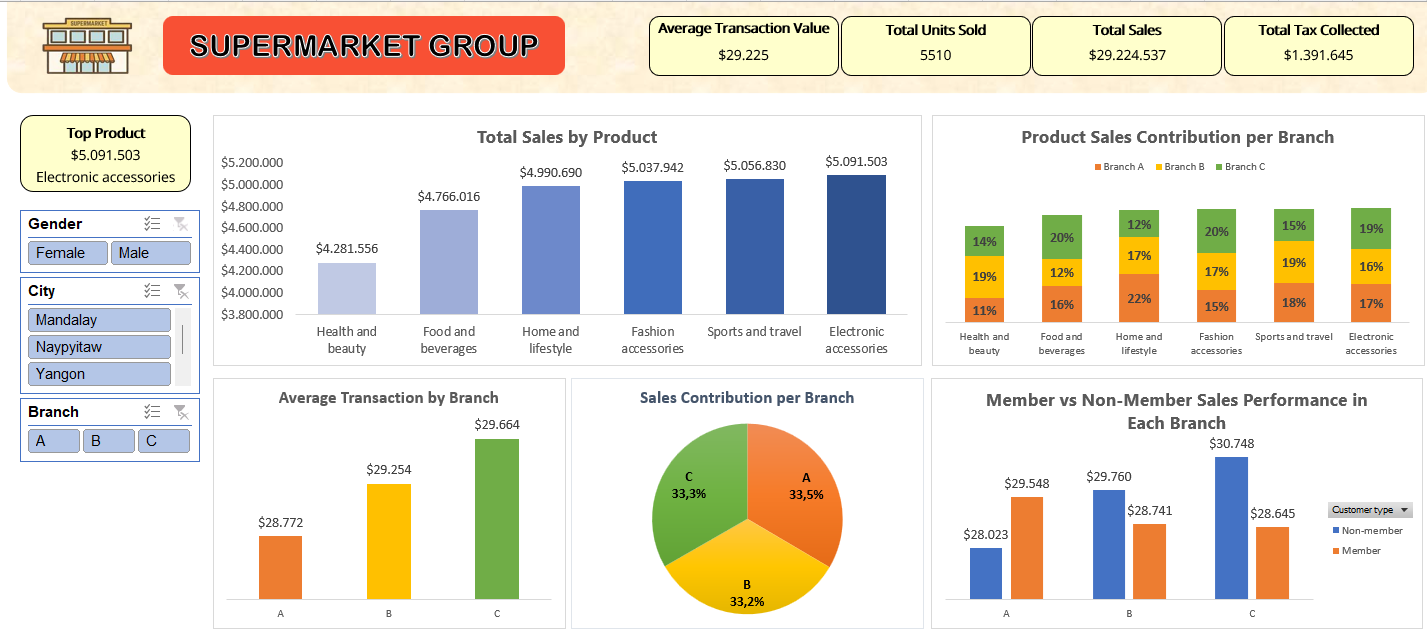 SUPERMARKET
SUPERMARKET GROUP
Average Transaction Value
$29.225
Total Units Sold
5510
Total Sales
$29.224.537
Total Tax Collected
$1.391.645
Top Product
$5.091.503
Electronic accessories
Gender
Female
Male
City
Mandalay
Naypyitaw
Yangon
Branch
A
B
C
Total Sales by Product
$5.200.000
$5.000.000
$4.800.000
$4.600.000
$4.400.000
$4.200.000
$4.000.000
$3.800.000
$4.281.556
$4.766.016
$4.990.690
$5.037.942
$5.056.830
$5.091.503
Health and
beauty
Food and
beverages
Home and
lifestyle
Fashion
accessories
Sports and travel
Electronic
accessories
Product Sales Contribution per Branch
Branch A
Branch B
Branch C
14%
19%
11%
20%
12%
16%
12%
17%
22%
20%
17%
15%
15%
19%
18%
19%
16%
17%
Health and
beauty
Food and
beverages
Home and
lifestyle
Fashion
accessories
Sports and travel
Electronic
accessories
Average Transaction by Branch
$28.772
$29.254
$29.664
A
B
C
Sales Contribution per Branch
C
33,3%
A
33,5%
B
33,2%
Member vs Non-Member Sales Performance in
Each Branch
$28.023
$29.548
$29.760
$28.741
$30.748
$28.645
A
B
C
Customer type
Non-member
Member